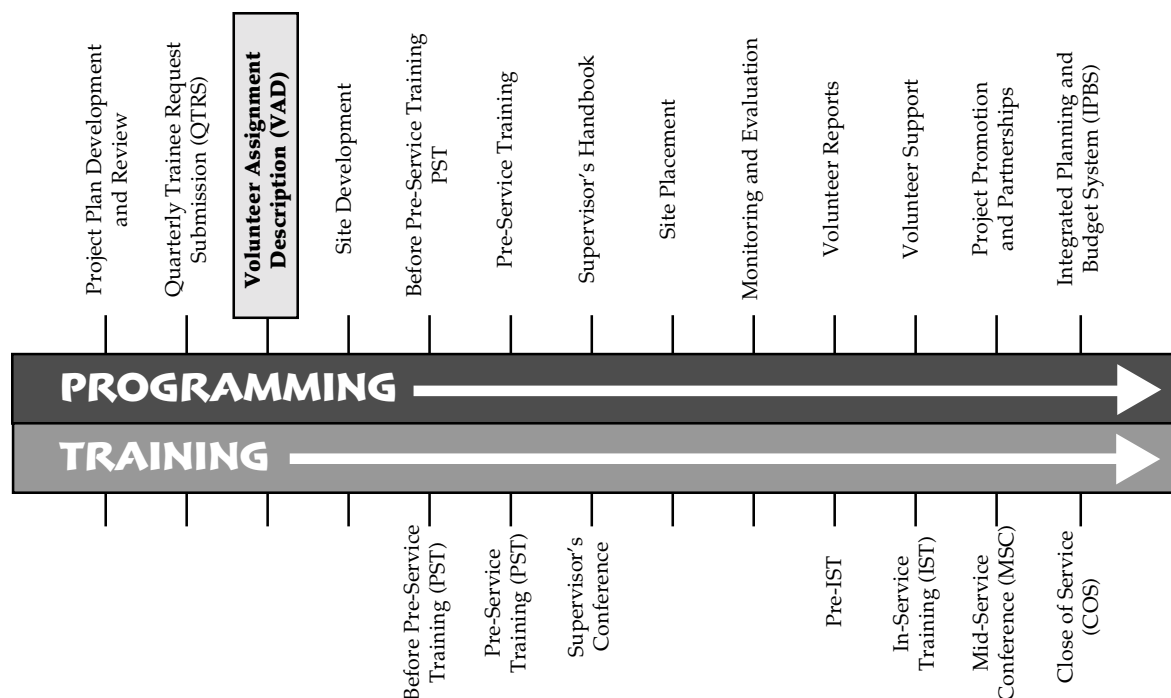 Project Plan Development
and Review
Quarterly Trainee Request
Submission (QTRS)
Volunteer Assignment
Description (VAD)
Site Development
Before Pre-Service Training
PST
Pre-Service Training
Supervisor's Handbook
Site Placement
Monitoring and Evaluation
Volunteer Reports
Volunteer Support
Project Promotion
and Partnerships
Integrated Planning and
Budget System (IPBS)
PROGRAMMING
TRAINING
Before Pre-Service
Training (PST)
Pre-Service
Training (PST)
Supervisor's
Conference
Pre-IST
In-Service
Training (IST)
Mid-Service
Conference (MSC)
Close of Service
(COS)